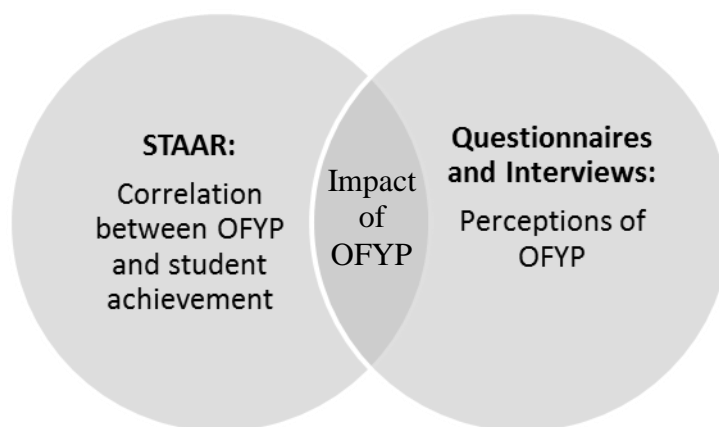 STAAR:
Correlation
between OFYP
and student
achievement
Impact
of
OFYP
Questionnaires
and Interviews:
Perceptions of
OFYP